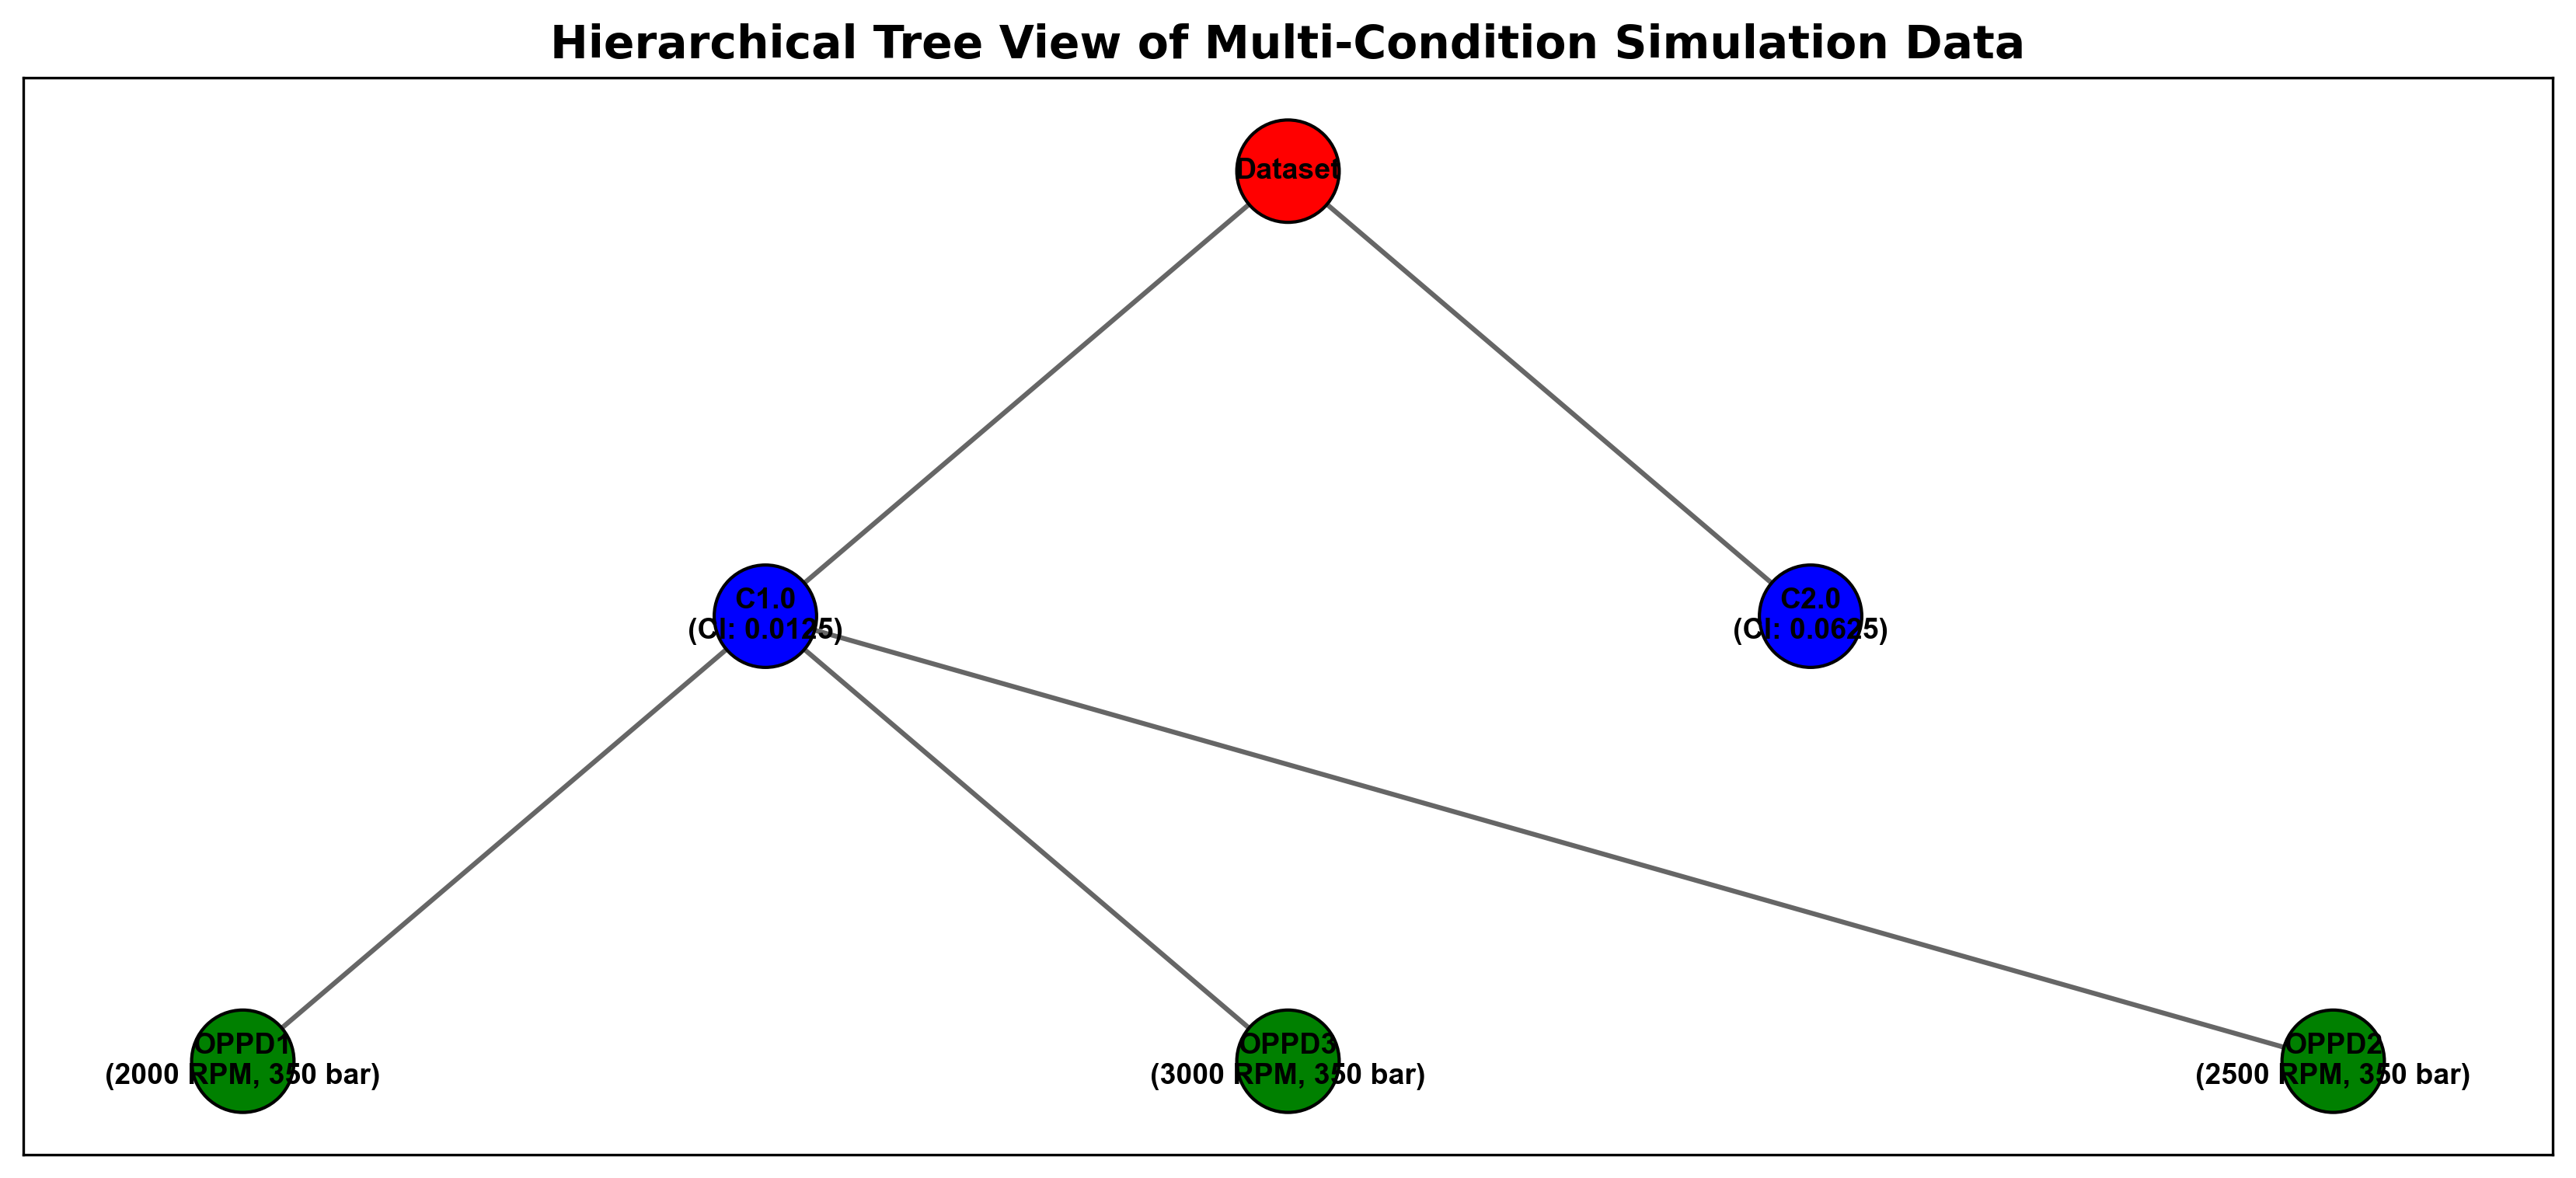 Hierarchical Tree View of Multi-Condition Simulation Data
Dataset
C1.0
(CI: 0.0125)
C2.0
(CI: 0.0625)
OPPD1
(2000 RPM, 350 bar)
OPPD3
(3000 RPM, 350 bar)
OPPD2
(2500 RPM, 350 bar)